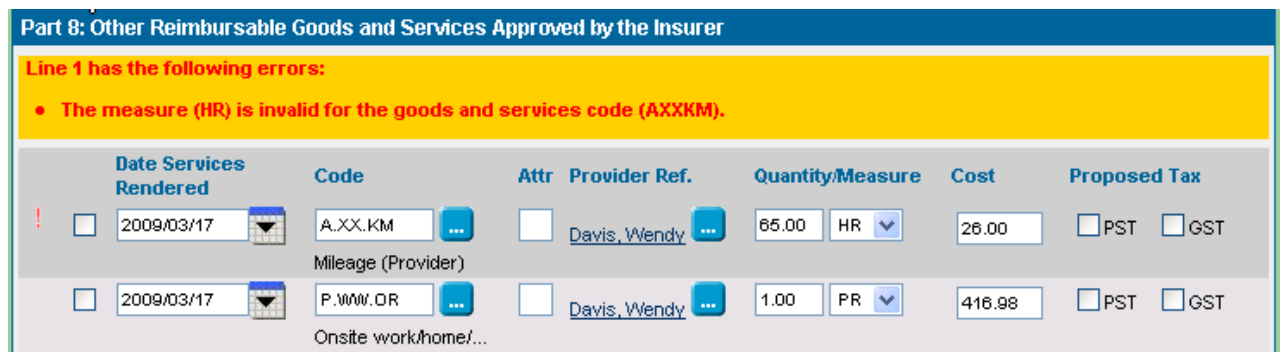 Part 8: Other Reimbursable Goods and Services Approved by the Insurer
Line 1 has the following errors:
• The measure (HR) is invalid for the goods and services code (AXXKM).
Date Services Rendered Code Attr Provider Ref. Quantity/Measure Cost Proposed Tax
! 2009/03/17 A.XX.KM ... Davis, Wendy ... 65.00 HR 26.00 PST GST
Mileage (Provider)
2009/03/17 P.WW.OR ... Davis, Wendy ... 1.00 PR 416.98 PST GST
Onsite work/home/...